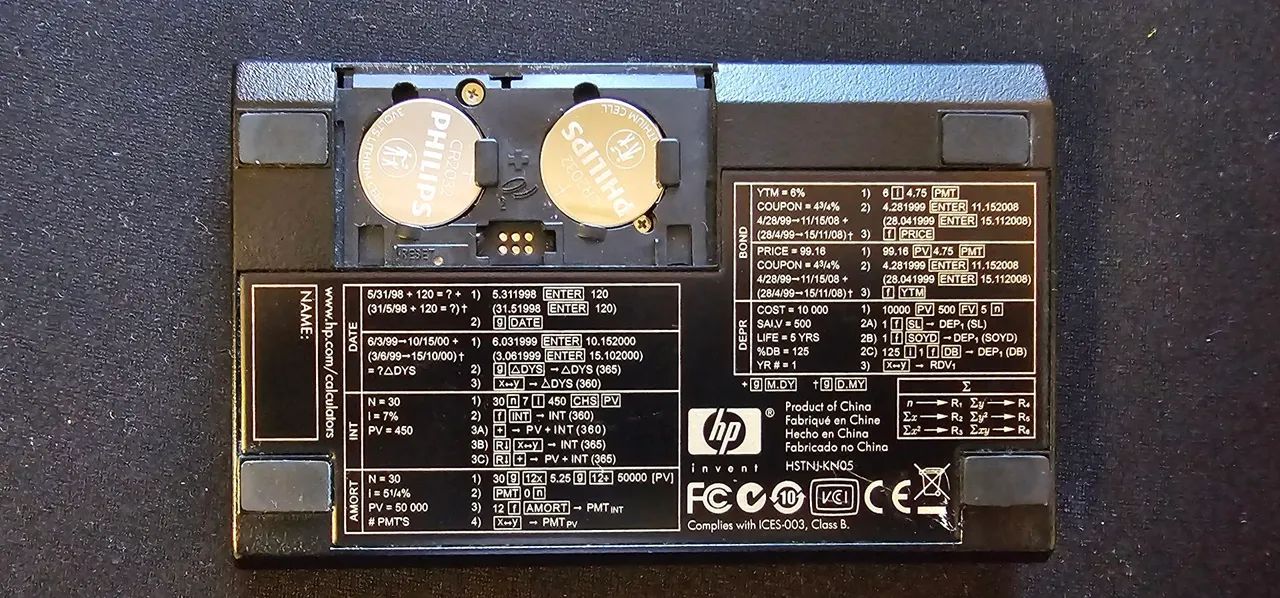 3 VOLTS LITHIUM
PHILIPS
CR2032
LITHIUM CELL
PHILIPS
+
RESET
NAME:
www.hp.com/calculators
DATE
5/31/98 + 120 = ? + 1) 5.311998 ENTER 120
(31/5/98 + 120 = ?) † (31.51998 ENTER 120)
2) g DATE
6/3/99→10/15/00 + 1) 6.031999 ENTER 10.152000
(3/6/99→15/10/00) † (3.061999 ENTER 15.102000)
= ?△DYS 2) g △DYS → △DYS (365)
3) X↔y → △DYS (360)
INT
N = 30 1) 30 n 7 i 450 CHS PV
I = 7% 2) f INT → INT (360)
PV = 450 3A) + → PV + INT (360)
3B) R↓ X↔y → INT (365)
3C) R↓ + → PV + INT (365)
AMORT
N = 30 1) 30 g 12x 5.25 g 12÷ 50000 [PV]
I = 51/4% 2) PMT 0 n
PV = 50 000 3) 12 f AMORT → PMT INT
# PMT'S 4) X↔y → PMT PV
BOND
YTM = 6% 1) 6 i 4.75 PMT
COUPON = 4¾% 2) 4.281999 ENTER 11.152008
4/28/99→11/15/08 + (28.041999 ENTER 15.112008)
(28/4/99→15/11/08) † 3) f PRICE
PRICE = 99.16 1) 99.16 PV 4.75 PMT
COUPON = 4¾% 2) 4.281999 ENTER 11.152008
4/28/99→11/15/08 + (28.041999 ENTER 15.112008)
(28/4/99→15/11/08) † 3) f YTM
DEPR
COST = 10 000 1) 10000 PV 500 FV 5 n
SALV = 500 2A) 1 f SL → DEP₁ (SL)
LIFE = 5 YRS 2B) 1 f SOYD → DEP₁ (SOYD)
%DB = 125 2C) 125 i 1 f DB → DEP₁ (DB)
YR # = 1 3) X↔y → RDV₁
+ g M.DY † g D.MY
Σ
n → R₁ Σy → R₄
Σx → R₂ Σy² → R₅
Σx² → R₃ Σxy → R₆
hp ®
invent
Product of China
Fabriqué en Chine
Hecho en China
Fabricado no China
HSTNJ-KN05
FC 10 VCI CE
Complies with ICES-003, Class B.